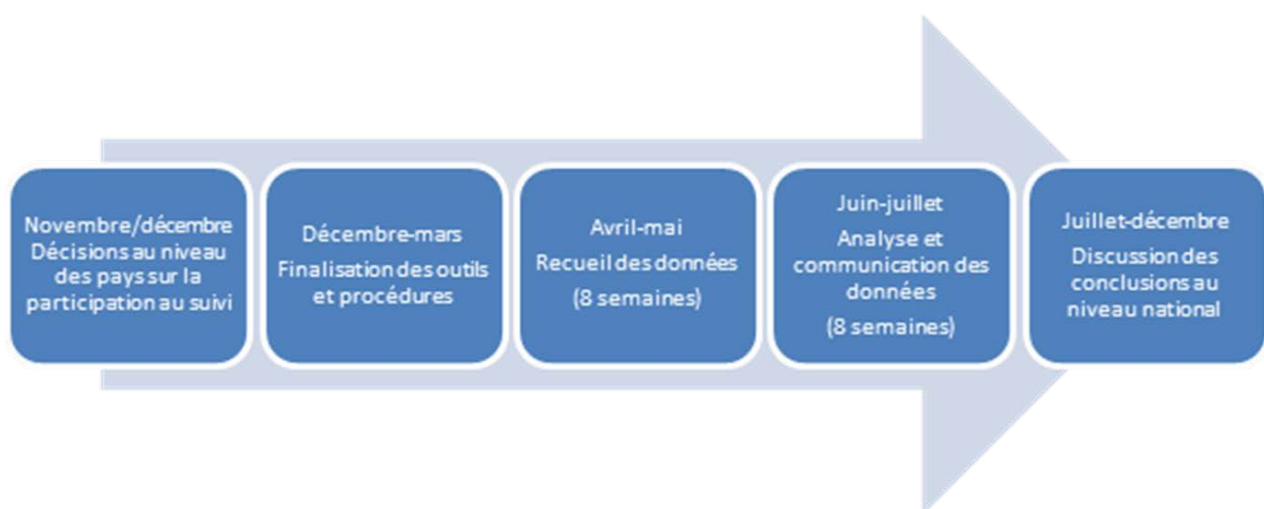 Novembre/décembre
Décisions au niveau
des pays sur la
participation au suivi
Décembre-mars
Finalisation des outils
et procédures
Avril-mai
Recueil des données
(8 semaines)
Juin-juillet
Analyse et
communication des
données
(8 semaines)
Juillet-décembre
Discussion des
conclusions au
niveau national